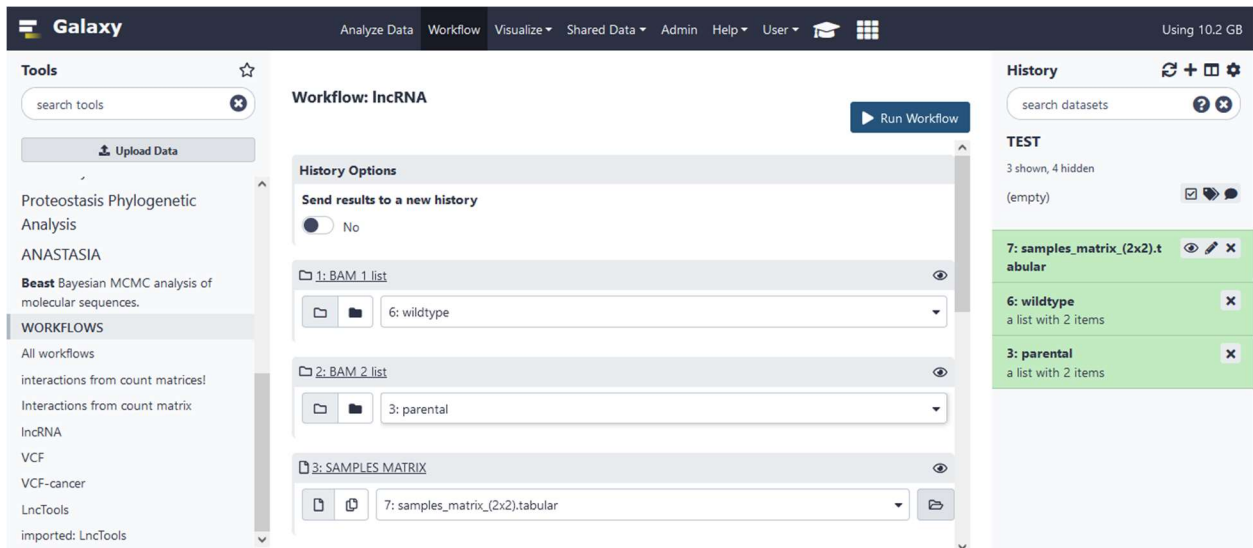 Galaxy
Analyze Data Workflow Visualize Shared Data Admin Help User
Using 10.2 GB
Tools
search tools
Upload Data
Proteostasis Phylogenetic
Analysis
ANASTASIA
Beast Bayesian MCMC analysis of
molecular sequences.
WORKFLOWS
All workflows
interactions from count matrices!
Interactions from count matrix
lncRNA
VCF
VCF-cancer
LncTools
imported: LncTools
Workflow: lncRNA
Run Workflow
History Options
Send results to a new history
No
1: BAM 1 list
6: wildtype
2: BAM 2 list
3: parental
3: SAMPLES MATRIX
7: samples_matrix_(2x2).tabular
History
search datasets
TEST
3 shown, 4 hidden
(empty)
7: samples_matrix_(2x2).t
abular
6: wildtype
a list with 2 items
3: parental
a list with 2 items